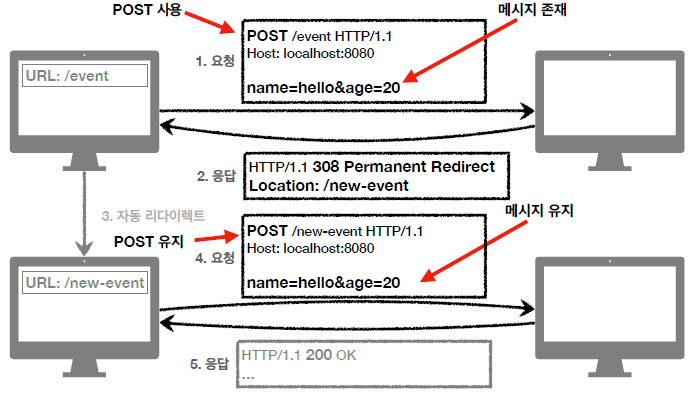 POST 사용
메시지 존재
URL: /event
1. 요청
POST /event HTTP/1.1
Host: localhost:8080
name=hello&age=20
2. 응답
HTTP/1.1 308 Permanent Redirect
Location: /new-event
3. 자동 리다이렉트
POST 유지
메시지 유지
4. 요청
POST /new-event HTTP/1.1
Host: localhost:8080
name=hello&age=20
URL: /new-event
5. 응답
HTTP/1.1 200 OK
...